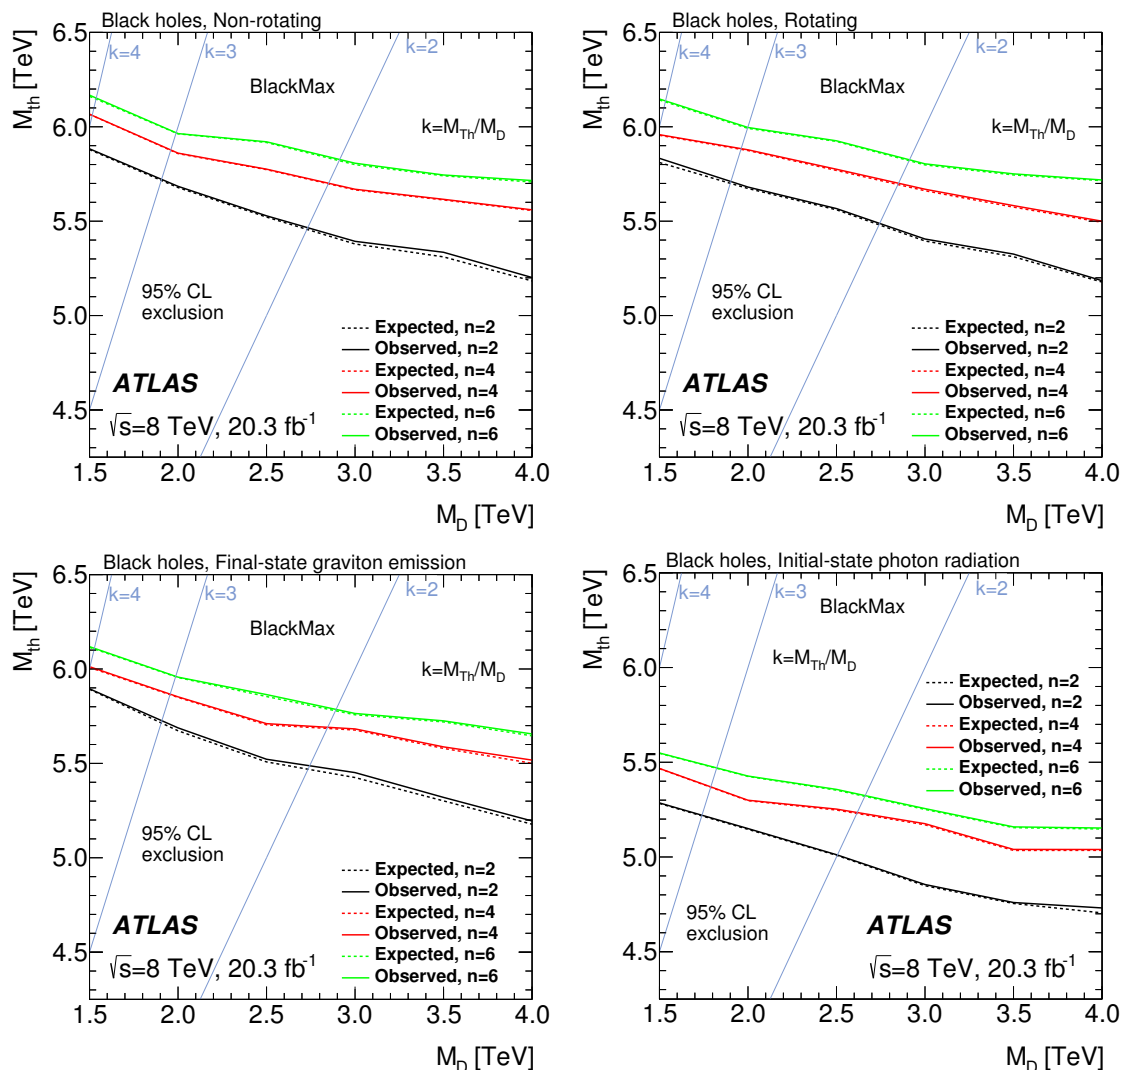 Black holes, Non-rotating
M_th [TeV]
6.5
6.0
5.5
5.0
4.5
k=4
k=3
k=2
BlackMax
k=M_Th/M_D
95% CL
exclusion
Expected, n=2
Observed, n=2
Expected, n=4
Observed, n=4
Expected, n=6
Observed, n=6
ATLAS
√s=8 TeV, 20.3 fb⁻¹
1.5 2.0 2.5 3.0 3.5 4.0
M_D [TeV]
Black holes, Rotating
M_th [TeV]
6.5
6.0
5.5
5.0
4.5
k=4
k=3
k=2
BlackMax
k=M_Th/M_D
95% CL
exclusion
Expected, n=2
Observed, n=2
Expected, n=4
Observed, n=4
Expected, n=6
Observed, n=6
ATLAS
√s=8 TeV, 20.3 fb⁻¹
1.5 2.0 2.5 3.0 3.5 4.0
M_D [TeV]
Black holes, Final-state graviton emission
M_th [TeV]
6.5
6.0
5.5
5.0
4.5
k=4
k=3
k=2
BlackMax
k=M_Th/M_D
95% CL
exclusion
Expected, n=2
Observed, n=2
Expected, n=4
Observed, n=4
Expected, n=6
Observed, n=6
ATLAS
√s=8 TeV, 20.3 fb⁻¹
1.5 2.0 2.5 3.0 3.5 4.0
M_D [TeV]
Black holes, Initial-state photon radiation
M_th [TeV]
6.5
6.0
5.5
5.0
4.5
k=4
k=3
k=2
BlackMax
k=M_Th/M_D
Expected, n=2
Observed, n=2
Expected, n=4
Observed, n=4
Expected, n=6
Observed, n=6
95% CL
exclusion
ATLAS
√s=8 TeV, 20.3 fb⁻¹
1.5 2.0 2.5 3.0 3.5 4.0
M_D [TeV]